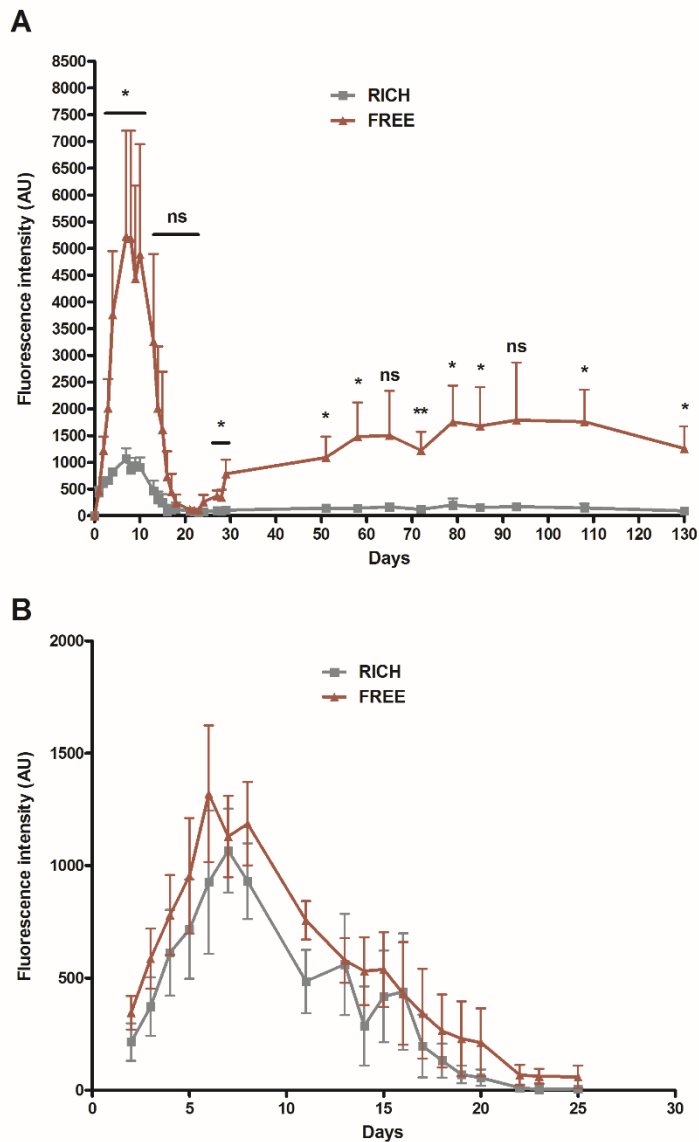 A
8500
8000
7500
7000
6500
6000
5500
5000
4500
4000
3500
3000
2500
2000
1500
1000
500
0
Fluorescence intensity (AU)
RICH
FREE
*
ns
*
*
*
ns
**
*
*
ns
*
*
0 10 20 30 40 50 60 70 80 90 100 110 120 130
Days
B
2000
1500
1000
500
0
Fluorescence intensity (AU)
RICH
FREE
0 5 10 15 20 25 30
Days